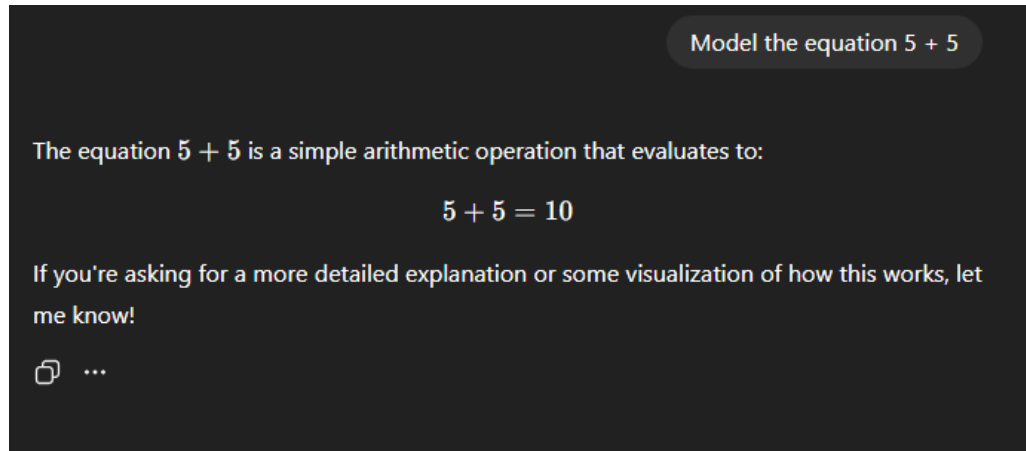 Model the equation 5 + 5
The equation 5 + 5 is a simple arithmetic operation that evaluates to:
5 + 5 = 10
If you're asking for a more detailed explanation or some visualization of how this works, let
me know!